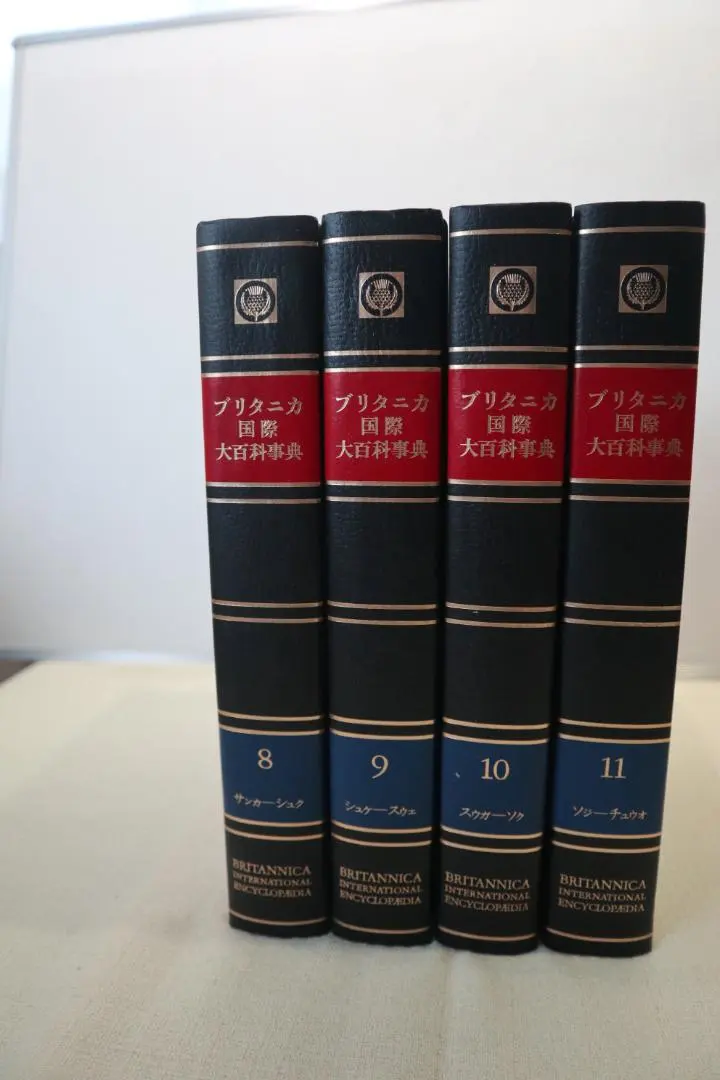 ブリタニカ
国際
大百科事典
8
サンカーシュク
BRITANNICA
INTERNATIONAL
ENCYCLOPÆDIA
ブリタニカ
国際
大百科事典
9
シュケースウェ
BRITANNICA
INTERNATIONAL
ENCYCLOPÆDIA
ブリタニカ
国際
大百科事典
10
スウガーソク
BRITANNICA
INTERNATIONAL
ENCYCLOPÆDIA
ブリタニカ
国際
大百科事典
11
ソジーチュウオ
BRITANNICA
INTERNATIONAL
ENCYCLOPÆDIA